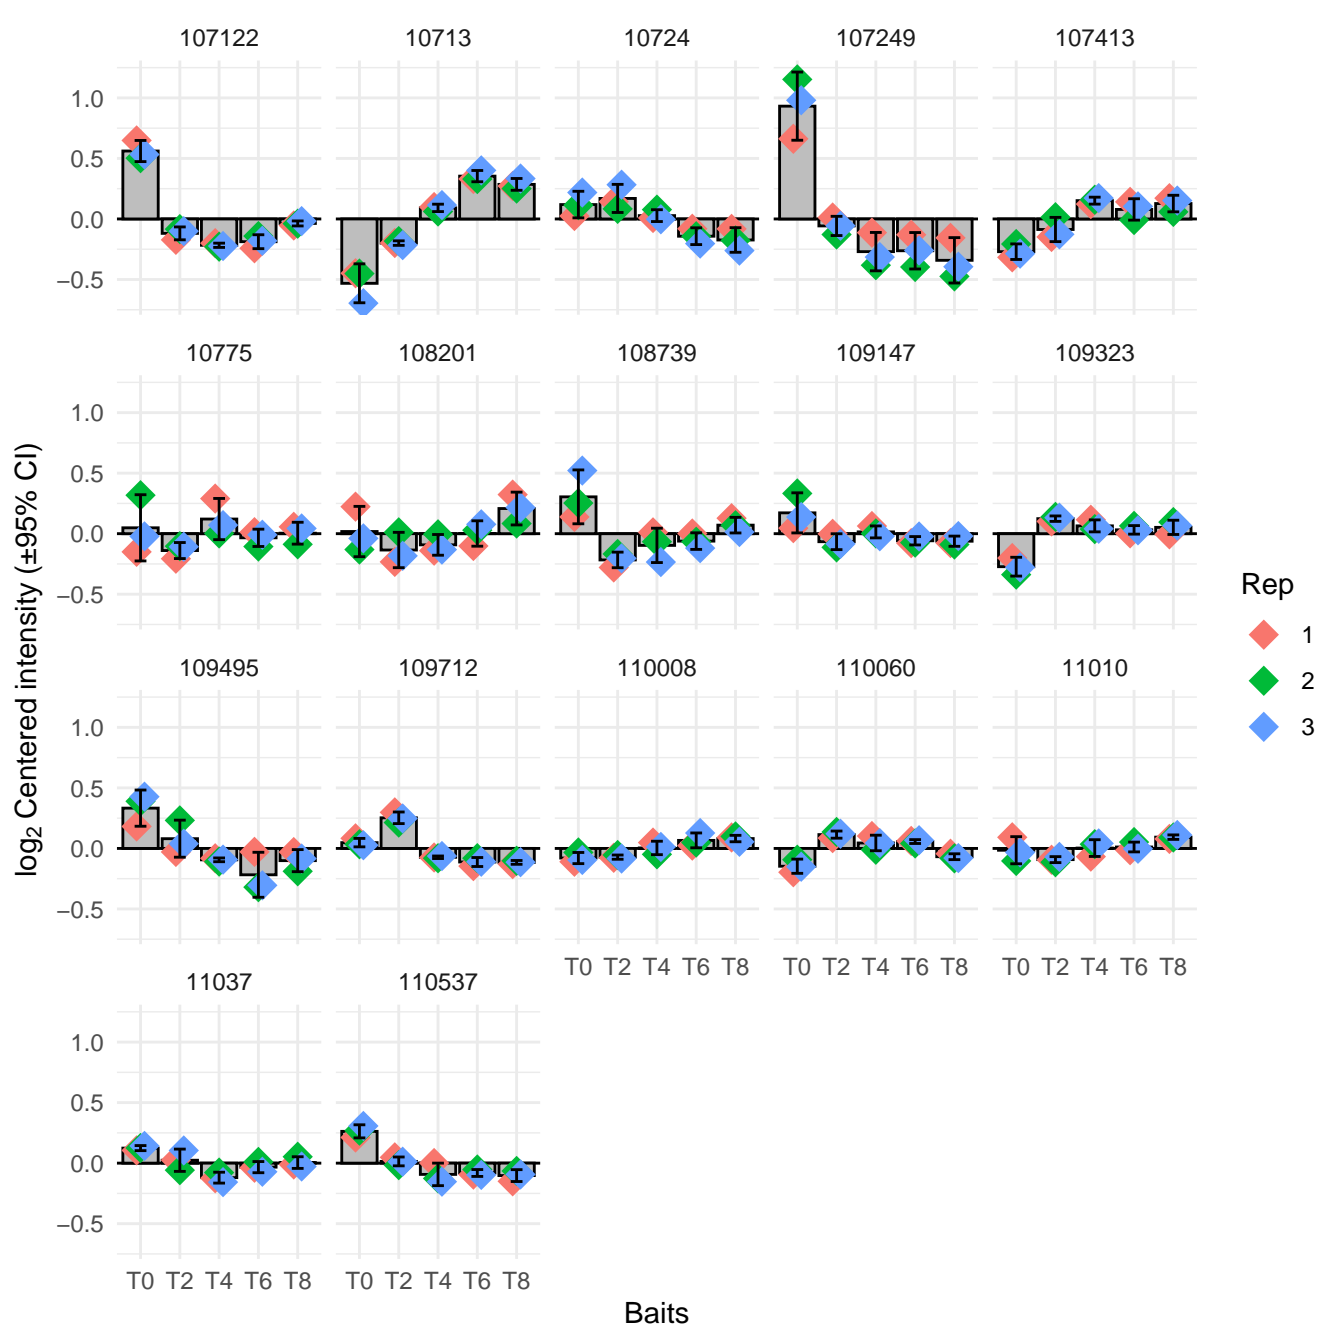 107122 10713 10724 107249 107413
1.0
0.5
0.0
−0.5
10775 108201 108739 109147 109323
1.0
0.5
0.0
−0.5
109495 109712 110008 110060 11010
1.0
0.5
0.0
−0.5
T0 T2 T4 T6 T8 T0 T2 T4 T6 T8 T0 T2 T4 T6 T8
11037 110537
1.0
0.5
0.0
−0.5
T0 T2 T4 T6 T8 T0 T2 T4 T6 T8
Baits
log2 Centered intensity (±95% CI)
Rep
1
2
3